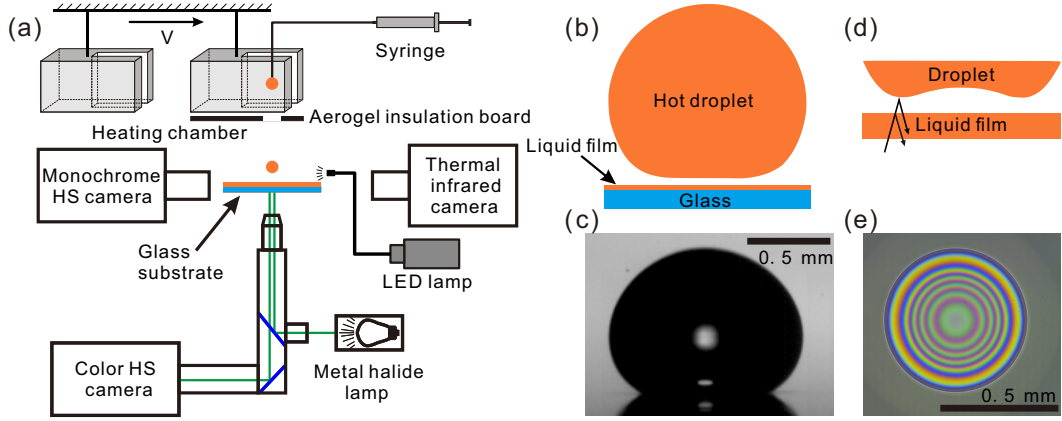 (a)
V
Syringe
Heating chamber
Aerogel insulation board
Monochrome
HS camera
Thermal
infrared
camera
Glass
substrate
LED lamp
Color HS
camera
Metal halide
lamp
(b)
Hot droplet
Liquid film
Glass
(c)
0. 5 mm
(d)
Droplet
Liquid film
(e)
0. 5 mm